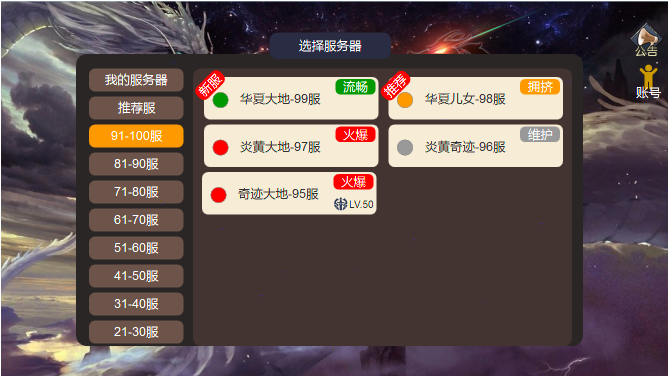 选择服务器
公告
账号
我的服务器
推荐服
91-100服
81-90服
71-80服
61-70服
51-60服
41-50服
31-40服
21-30服
新服
华夏大地-99服
流畅
推荐
华夏儿女-98服
拥挤
炎黄大地-97服
火爆
炎黄奇迹-96服
维护
奇迹大地-95服
火爆
LV.50